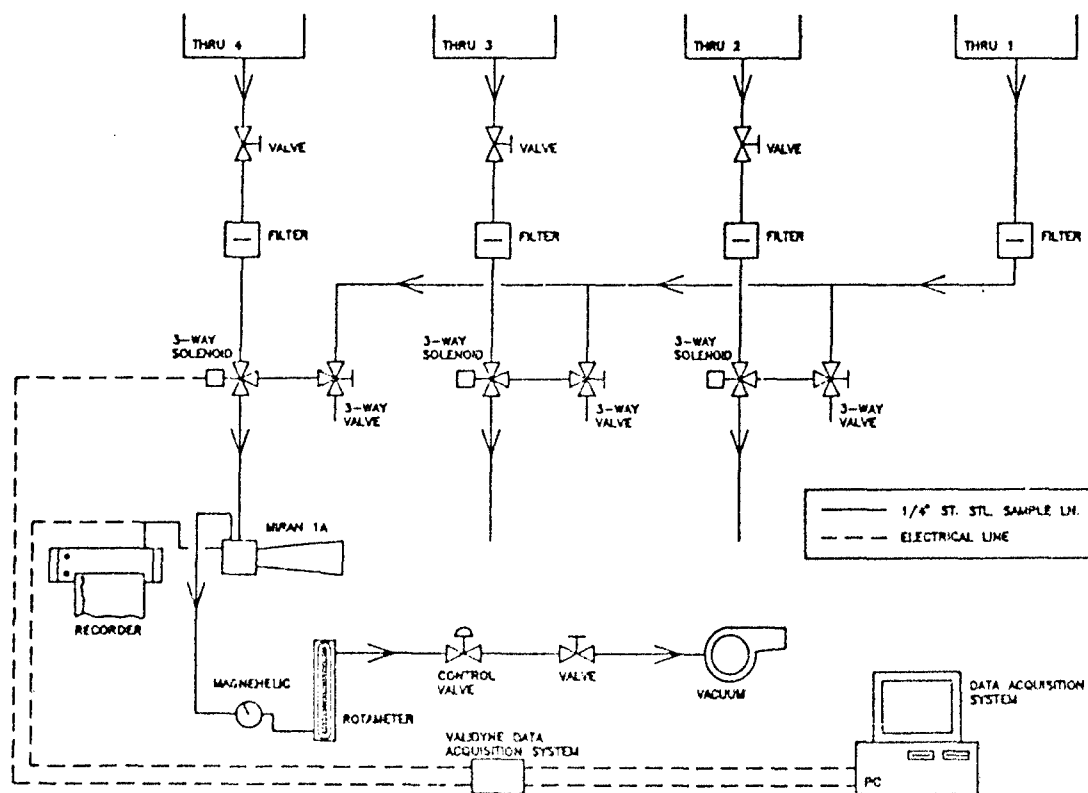 THRU 4
THRU 3
THRU 2
THRU 1
VALVE
VALVE
VALVE
FILTER
FILTER
FILTER
FILTER
3-WAY
SOLENOID
3-WAY
SOLENOID
3-WAY
SOLENOID
3-WAY
VALVE
3-WAY
VALVE
3-WAY
VALVE
1/4" ST. STL. SAMPLE LN.
ELECTRICAL LINE
MIRAN 1A
RECORDER
MAGNEHELIC
ROTAMETER
CONTROL
VALVE
VALVE
VACUUM
DATA ACQUISITION
SYSTEM
VALIDYNE DATA
ACQUISITION SYSTEM
PC